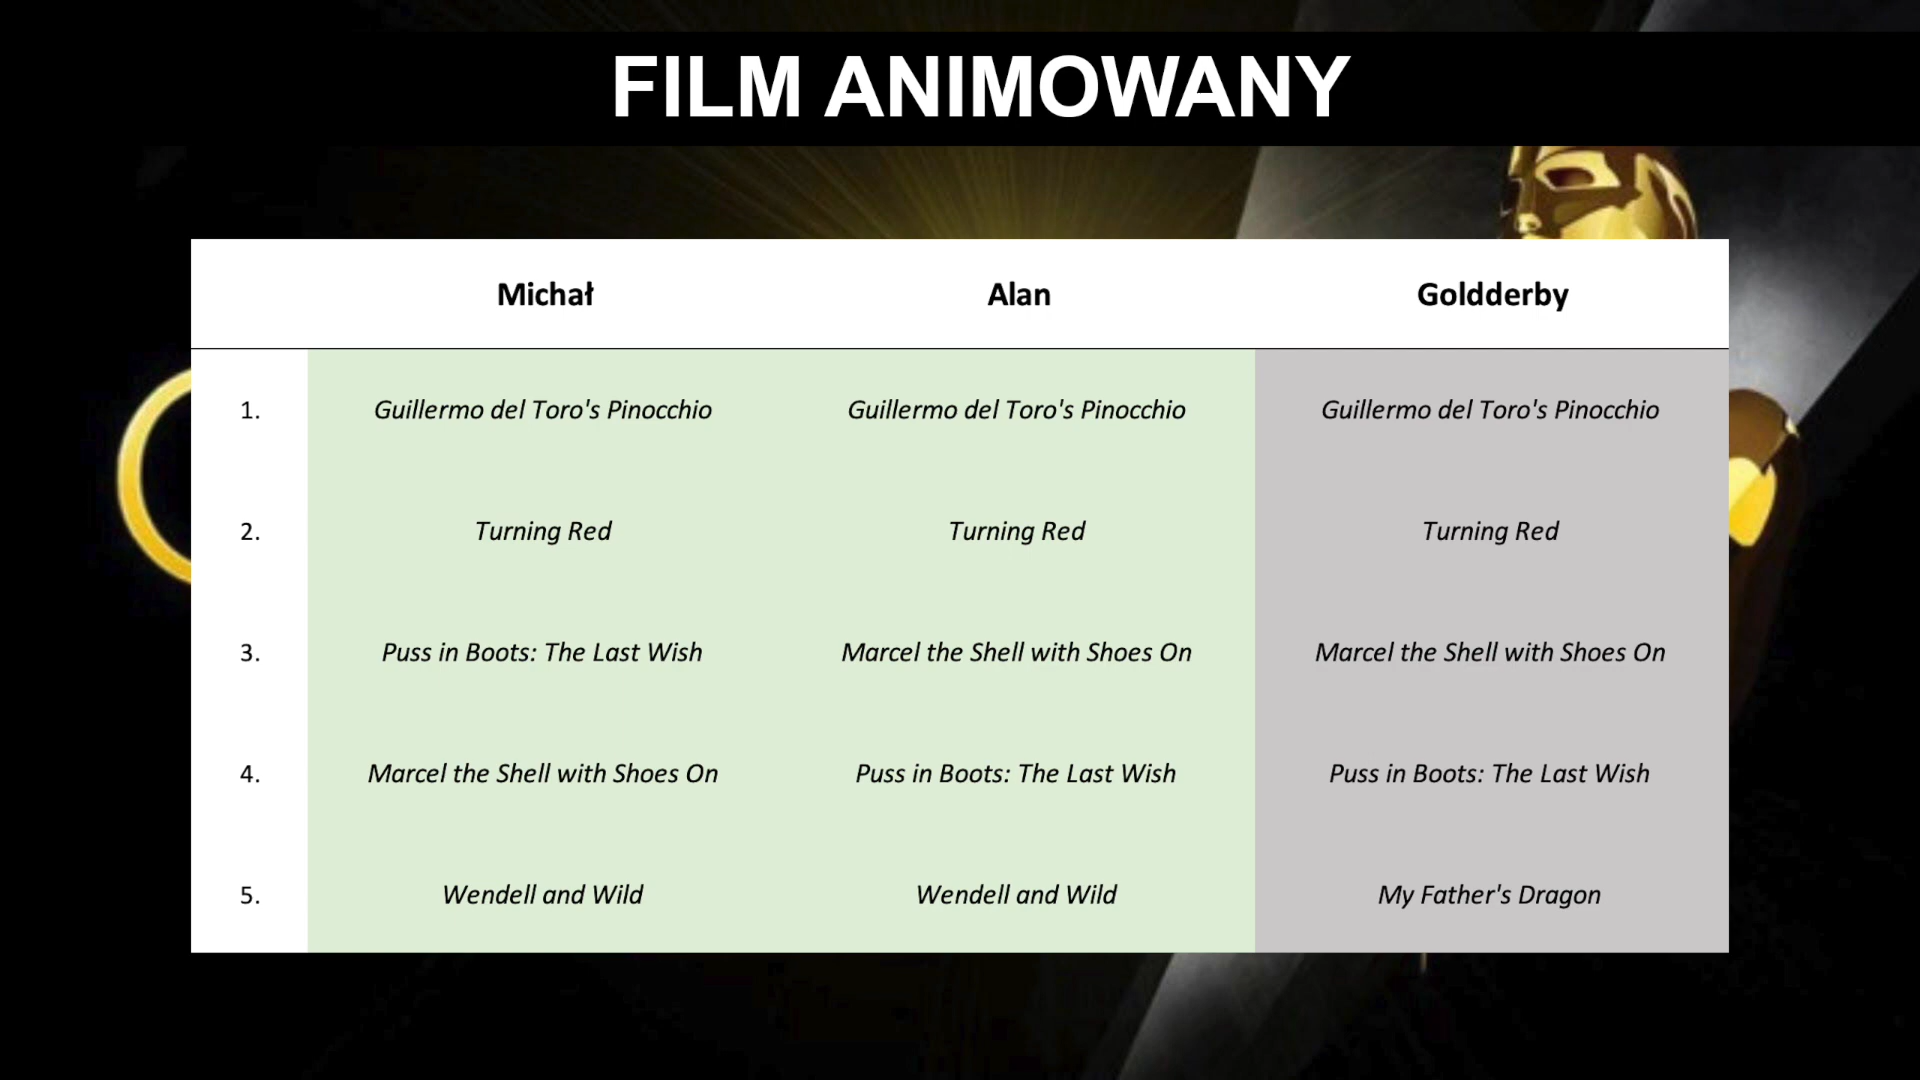 FILM ANIMOWANY
Michał Alan Goldderby
1. Guillermo del Toro's Pinocchio Guillermo del Toro's Pinocchio Guillermo del Toro's Pinocchio
2. Turning Red Turning Red Turning Red
3. Puss in Boots: The Last Wish Marcel the Shell with Shoes On Marcel the Shell with Shoes On
4. Marcel the Shell with Shoes On Puss in Boots: The Last Wish Puss in Boots: The Last Wish
5. Wendell and Wild Wendell and Wild My Father's Dragon